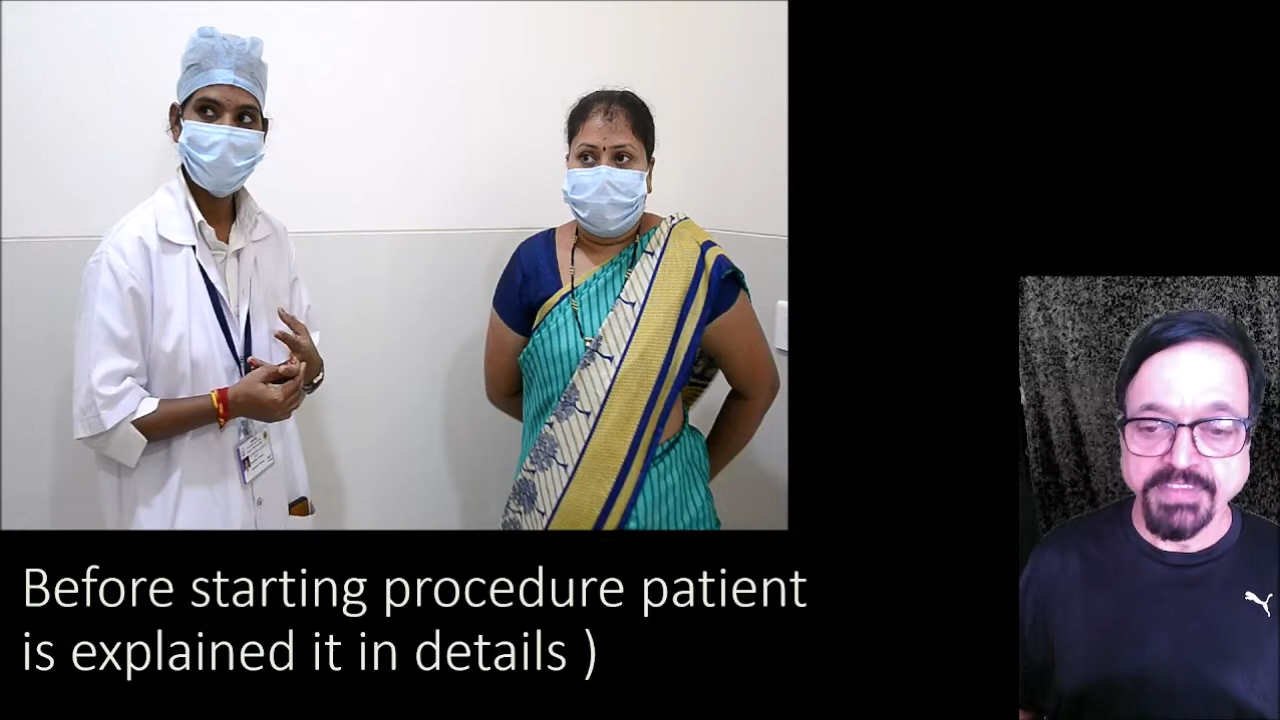 Before starting procedure patient
is explained it in details )